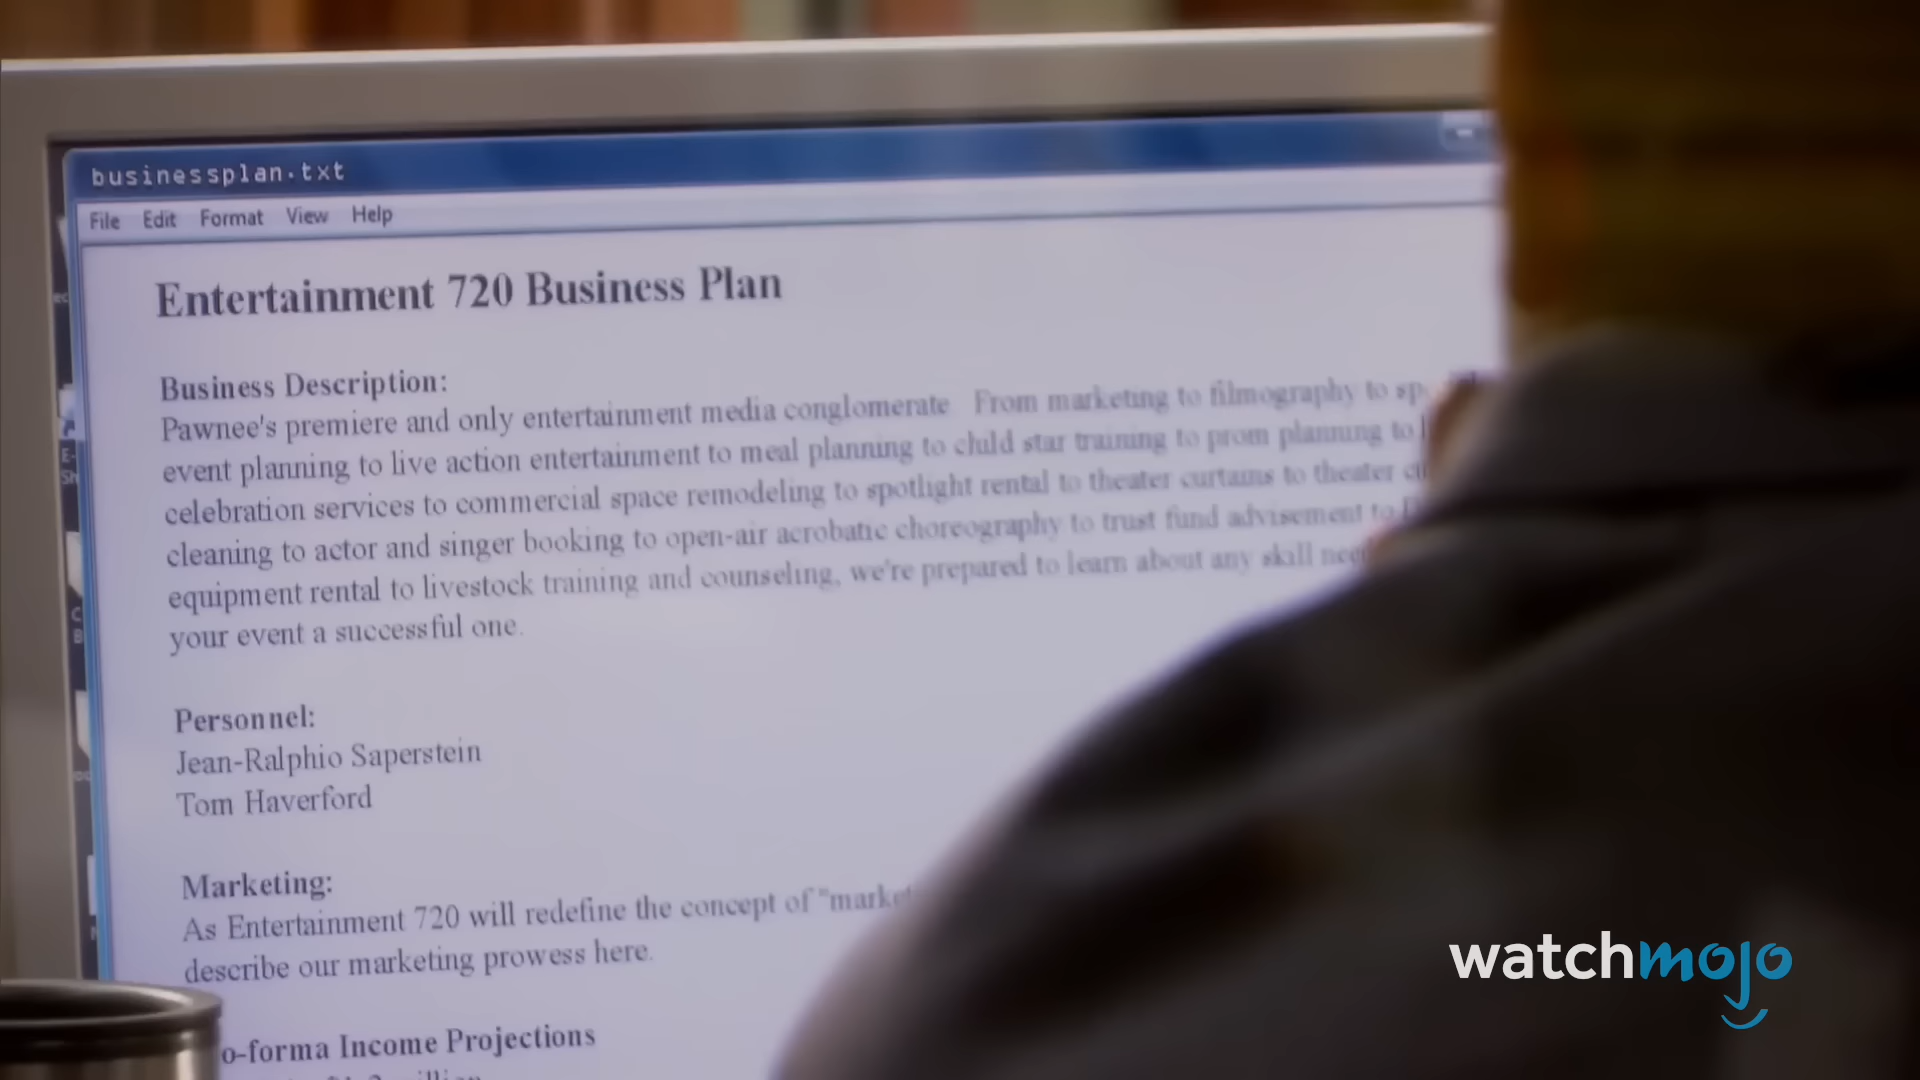 businessplan.txt
File Edit Format View Help
Entertainment 720 Business Plan
Business Description:
Pawnee's premiere and only entertainment media conglomerate From marketing to filmography to
event planning to live action entertainment to meal planning to child star training to prom planning to
celebration services to commercial space remodeling to spotlight rental to theater curtains to theater
cleaning to actor and singer booking to open-air acrobatic choreography to trust fund advisement to
equipment rental to livestock training and counseling, we're prepared to learn about any skill
your event a successful one.
Personnel:
Jean-Ralphio Saperstein
Tom Haverford
Marketing:
As Entertainment 720 will redefine the concept of "market
describe our marketing prowess here.
o-forma Income Projections
watchmojo